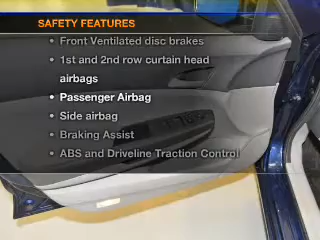 SAFETY FEATURES
• Front Ventilated disc brakes
• 1st and 2nd row curtain head
airbags
• Passenger Airbag
• Side airbag
• Braking Assist
• ABS and Driveline Traction Control